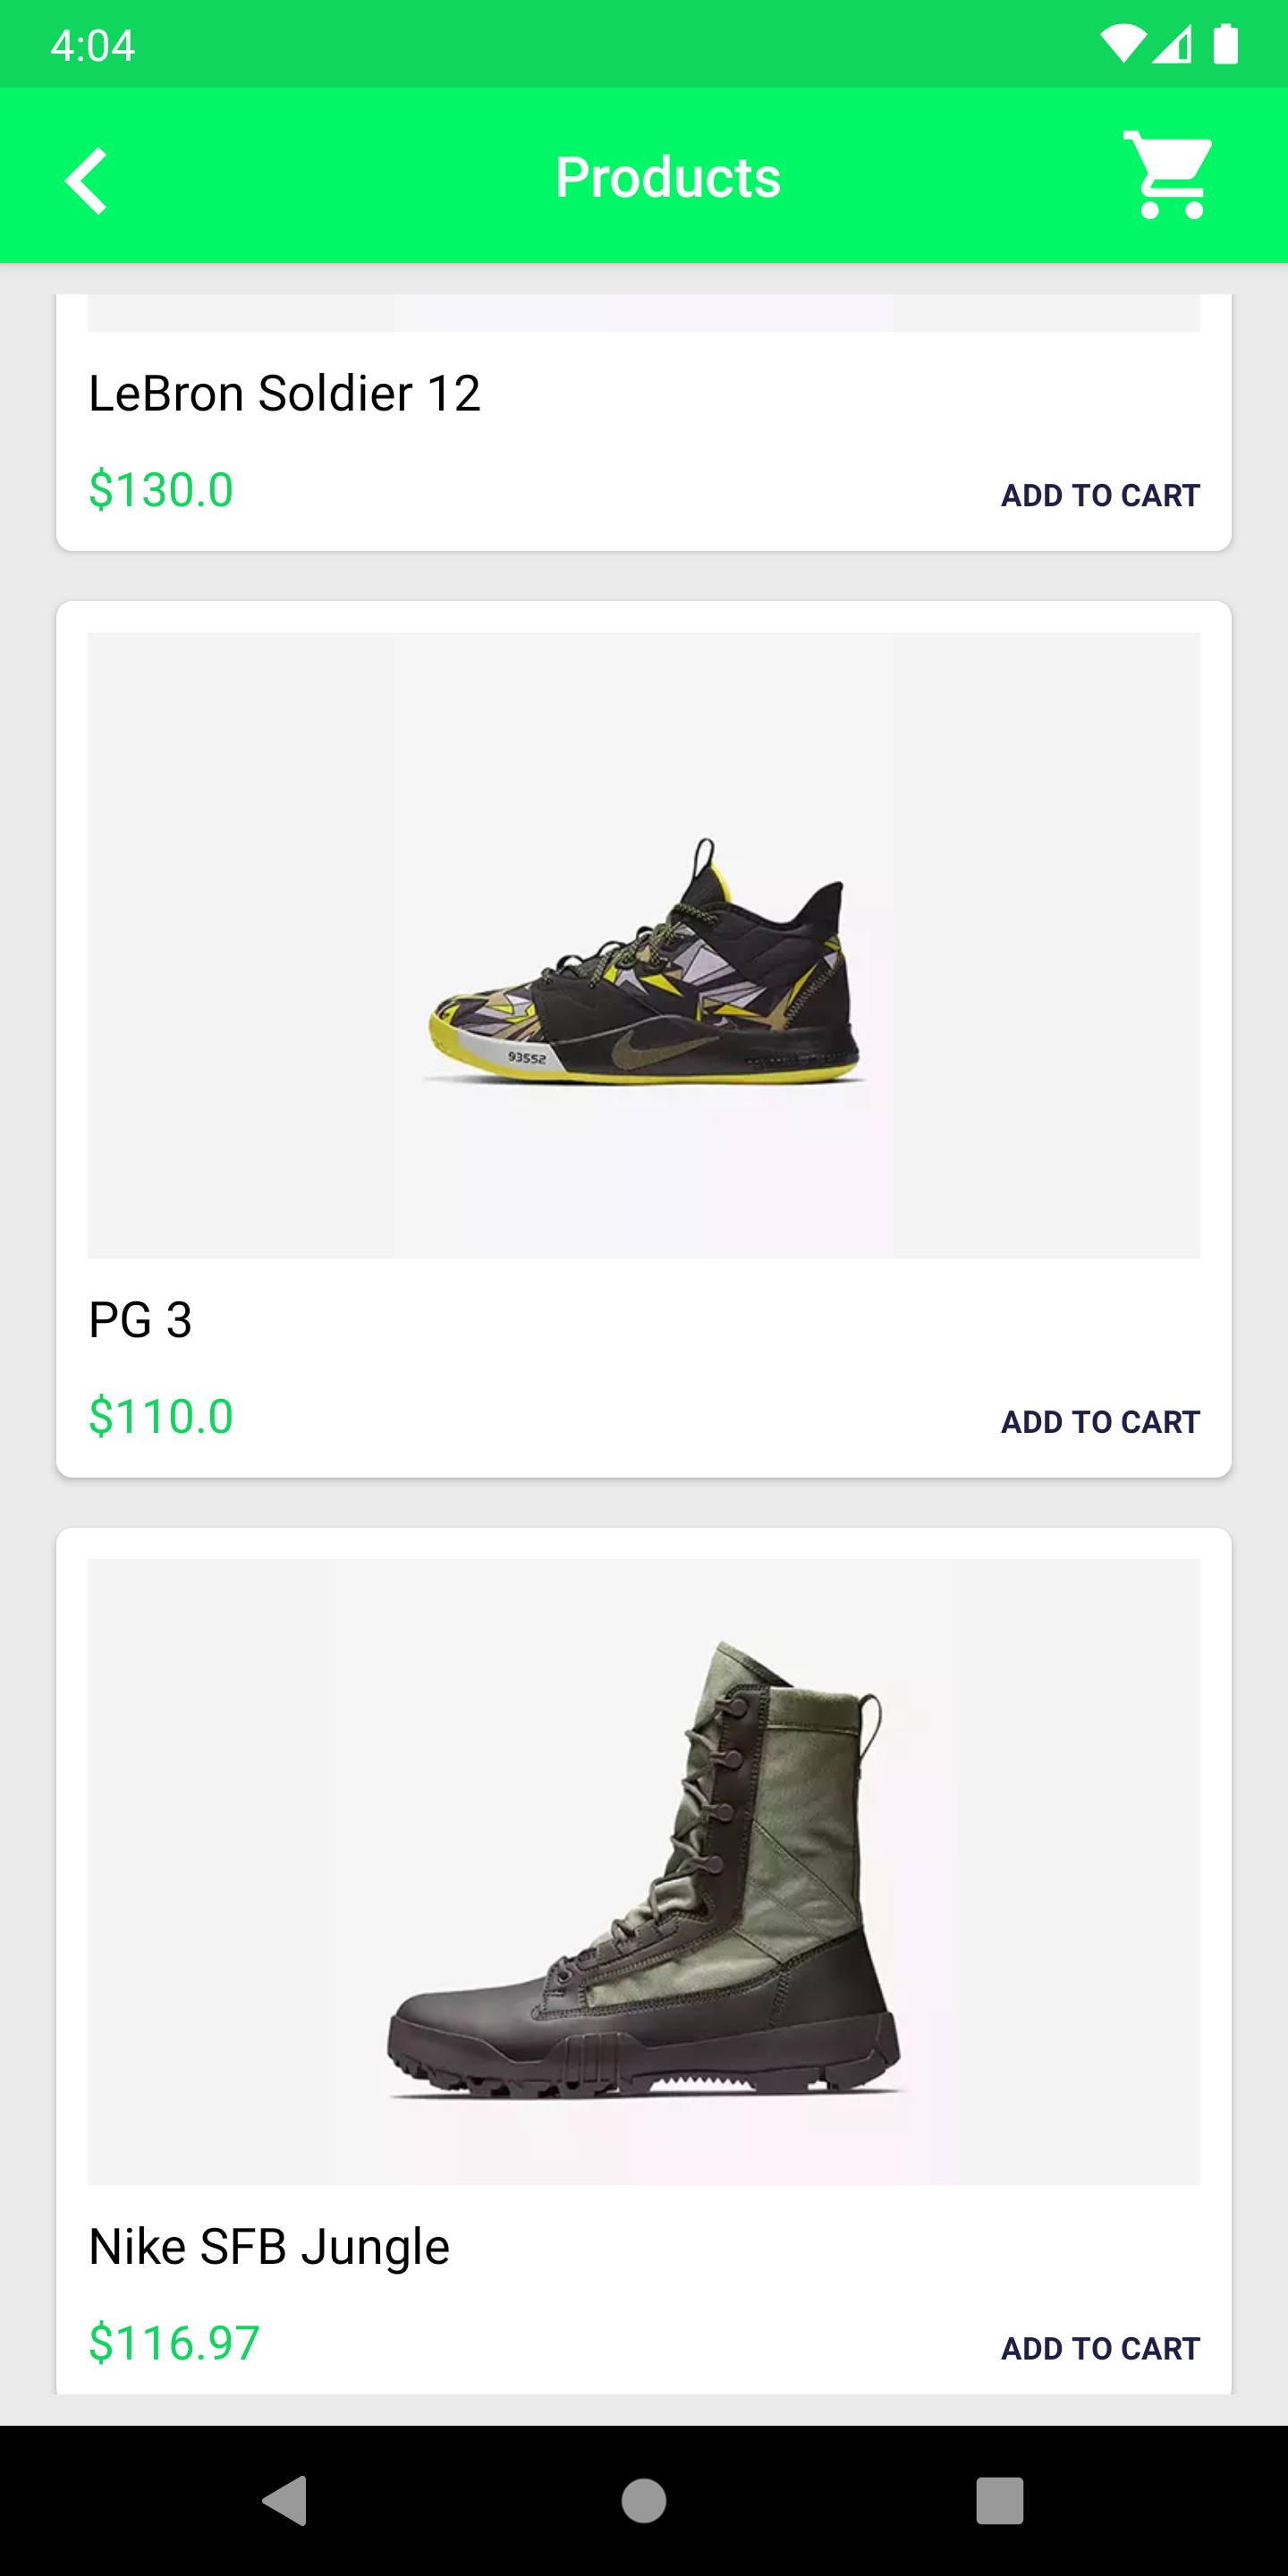 4:04
Products
LeBron Soldier 12
$130.0
ADD TO CART
93552
PG 3
$110.0
ADD TO CART
Nike SFB Jungle
$116.97
ADD TO CART